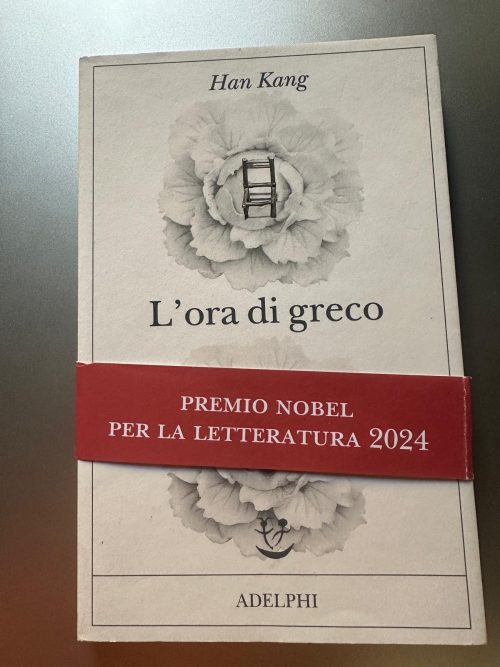 Han Kang
L'ora di greco
PREMIO NOBEL
PER LA LETTERATURA 2024
ADELPHI